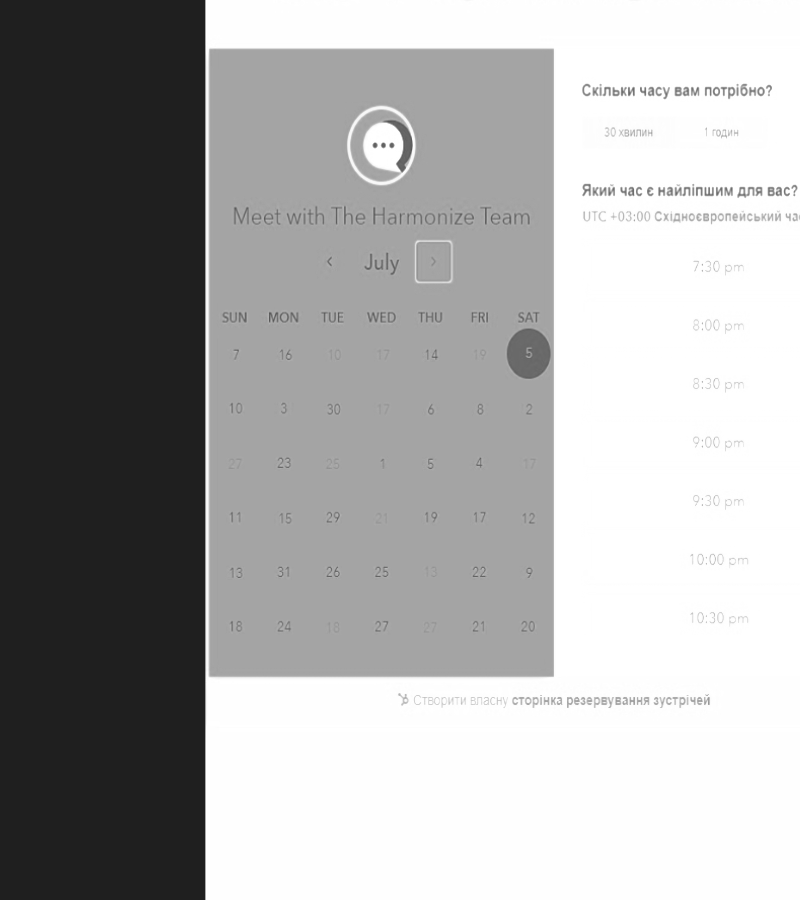 Meet with The Harmonize Team
July
SUN MON TUE WED THU FRI SAT
7 16 10 17 14 19 5
10 3 30 17 6 8 2
27 23 25 1 5 4 17
11 15 29 21 19 17 12
13 31 26 25 13 22 9
18 24 18 27 27 21 20
Скільки часу вам потрібно?
30 хвилин 1 годин
Який час є найліпшим для вас?
UTC +03:00 Східноєвропейський
7:30 pm
8:00 pm
8:30 pm
9:00 pm
9:30 pm
10:00 pm
10:30 pm
Створити власну сторінка резервування зустрічей